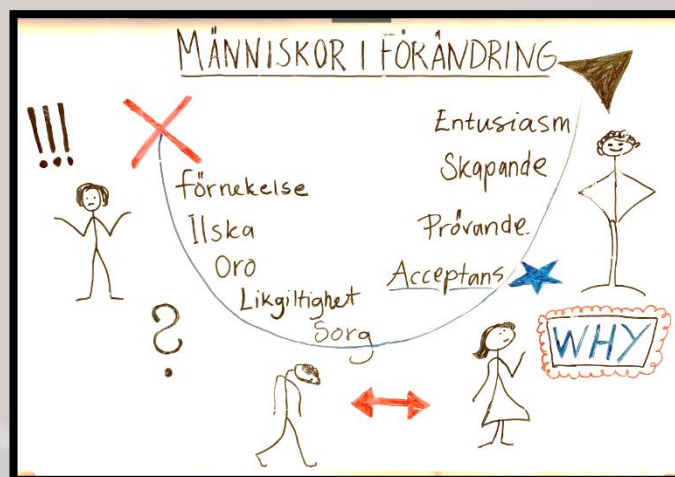 MÄNNISKOR I FÖRÄNDRING
!!!
Förnekelse
Ilska
Oro
Likgiltighet
Sorg
Entusiasm
Skapande
Prövande.
Acceptans
?
WHY